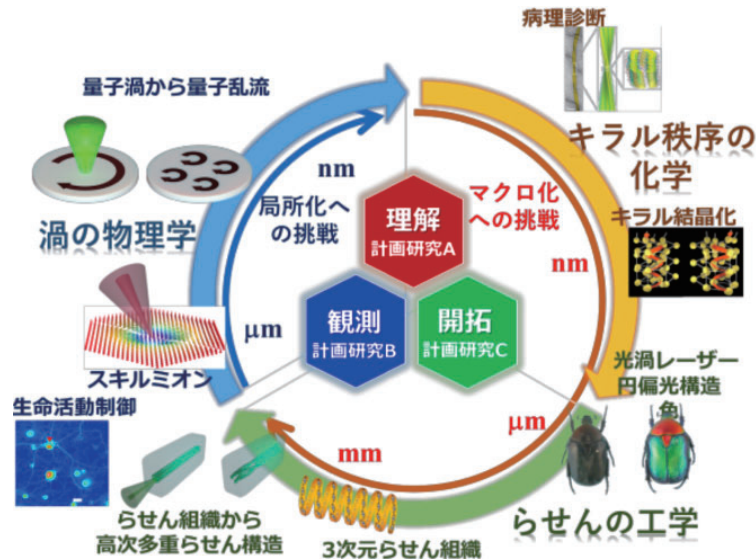 病理診断
量子渦から量子乱流
キラル秩序の
化学
nm
局所化へ
の挑戦
理解
計画研究A
マクロ化
への挑戦
キラル結晶化
渦の物理学
nm
μm
観測
計画研究B
開拓
計画研究C
スキルミオン
光渦レーザー
円偏光構造
色
生命活動制御
μm
mm
らせん組織から
高次多重らせん構造
3次元らせん組織
らせんの工学